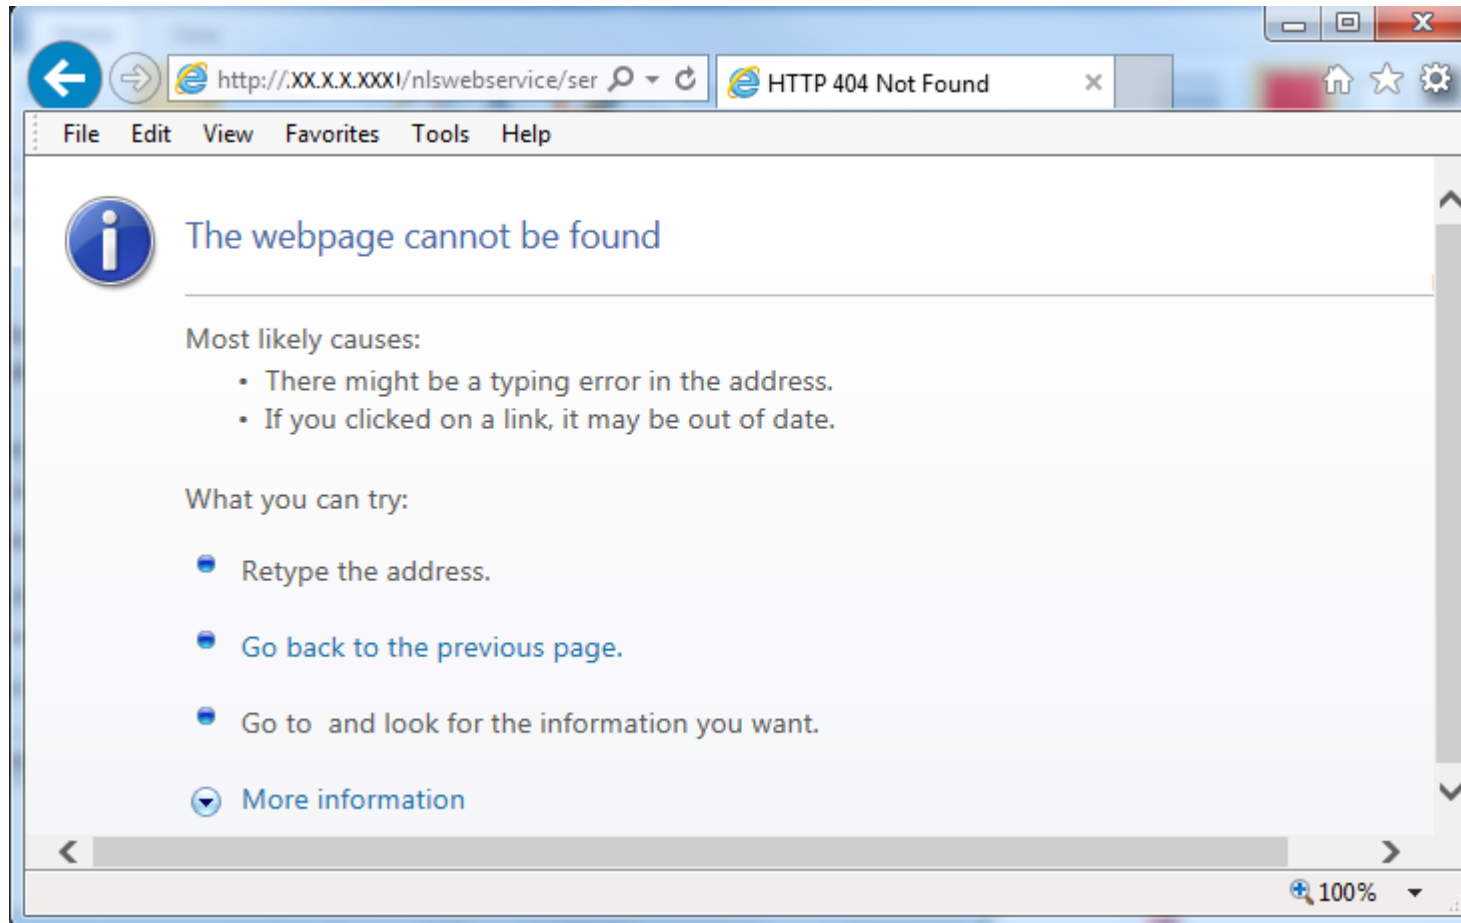 http://.XX.X.X.XXX!/nlswebservice/ser
HTTP 404 Not Found
File Edit View Favorites Tools Help
The webpage cannot be found
Most likely causes:
• There might be a typing error in the address.
• If you clicked on a link, it may be out of date.
What you can try:
Retype the address.
Go back to the previous page.
Go to  and look for the information you want.
More information
100%